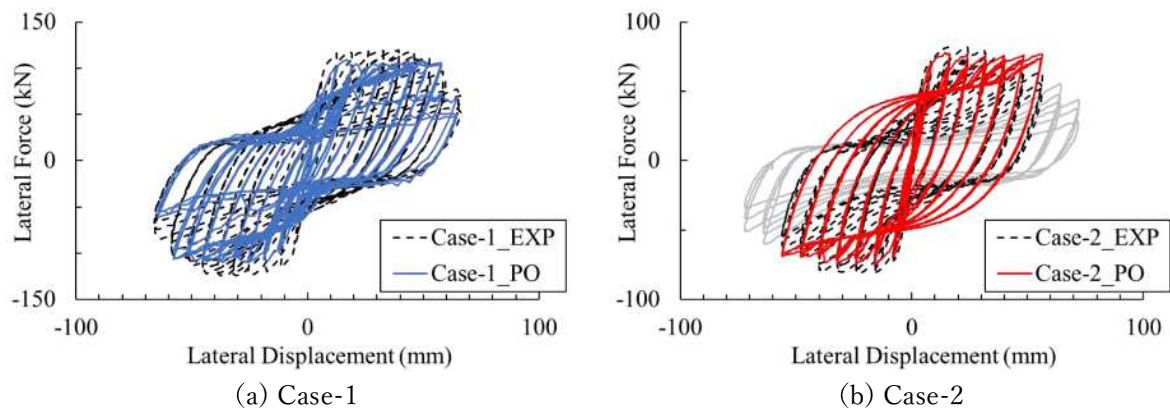 150
0
-150
Lateral Force (kN)
-100
0
100
Lateral Displacement (mm)
Case-1_EXP
Case-1_PO
(a) Case-1
100
0
-100
Lateral Force (kN)
-100
0
100
Lateral Displacement (mm)
Case-2_EXP
Case-2_PO
(b) Case-2